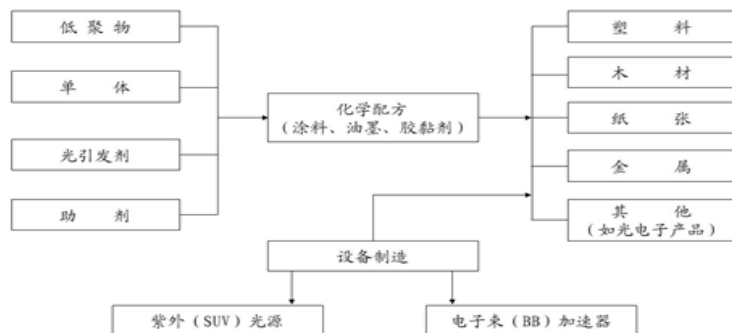 低聚物
单体
光引发剂
助剂
化学配方
(涂料、油墨、胶黏剂)
塑料
木材
纸张
金属
其他
(如光电子产品)
设备制造
紫外(SUV)光源
电子束(BB)加速器